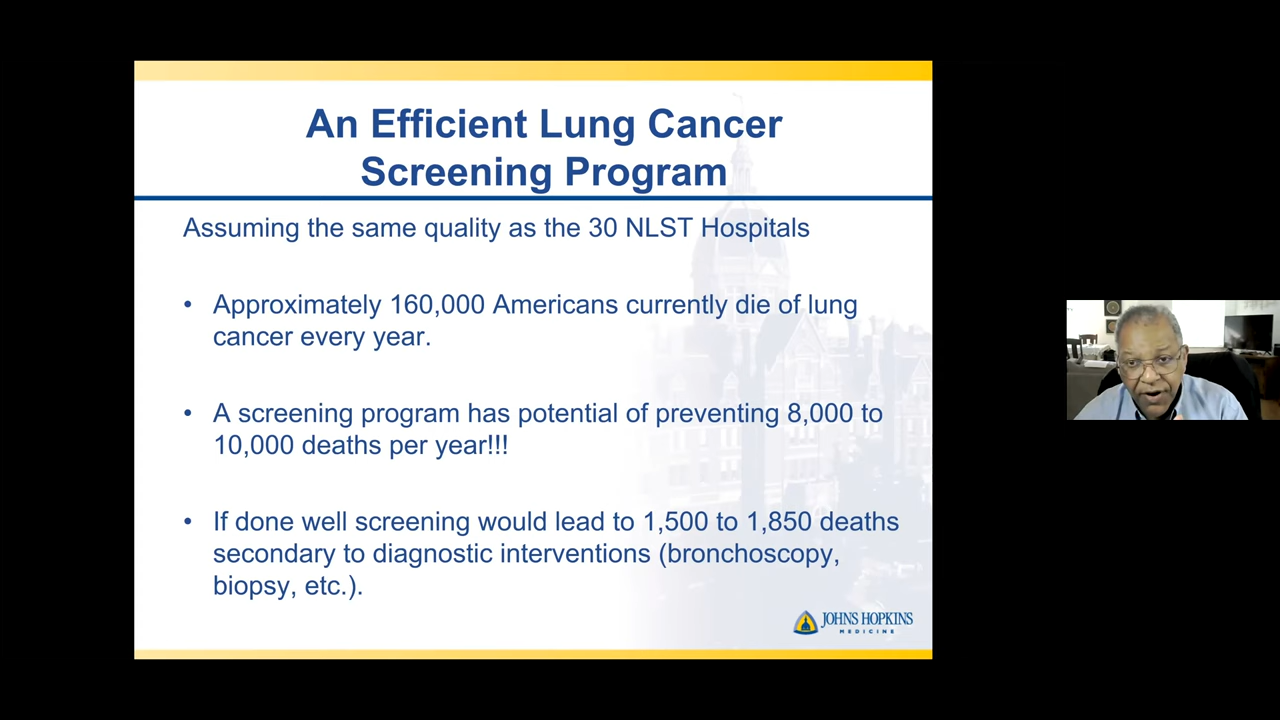 An Efficient Lung Cancer
Screening Program
Assuming the same quality as the 30 NLST Hospitals
• Approximately 160,000 Americans currently die of lung
cancer every year.
• A screening program has potential of preventing 8,000 to
10,000 deaths per year!!!
• If done well screening would lead to 1,500 to 1,850 deaths
secondary to diagnostic interventions (bronchoscopy,
biopsy, etc.).
JOHNS HOPKINS
MEDICINE